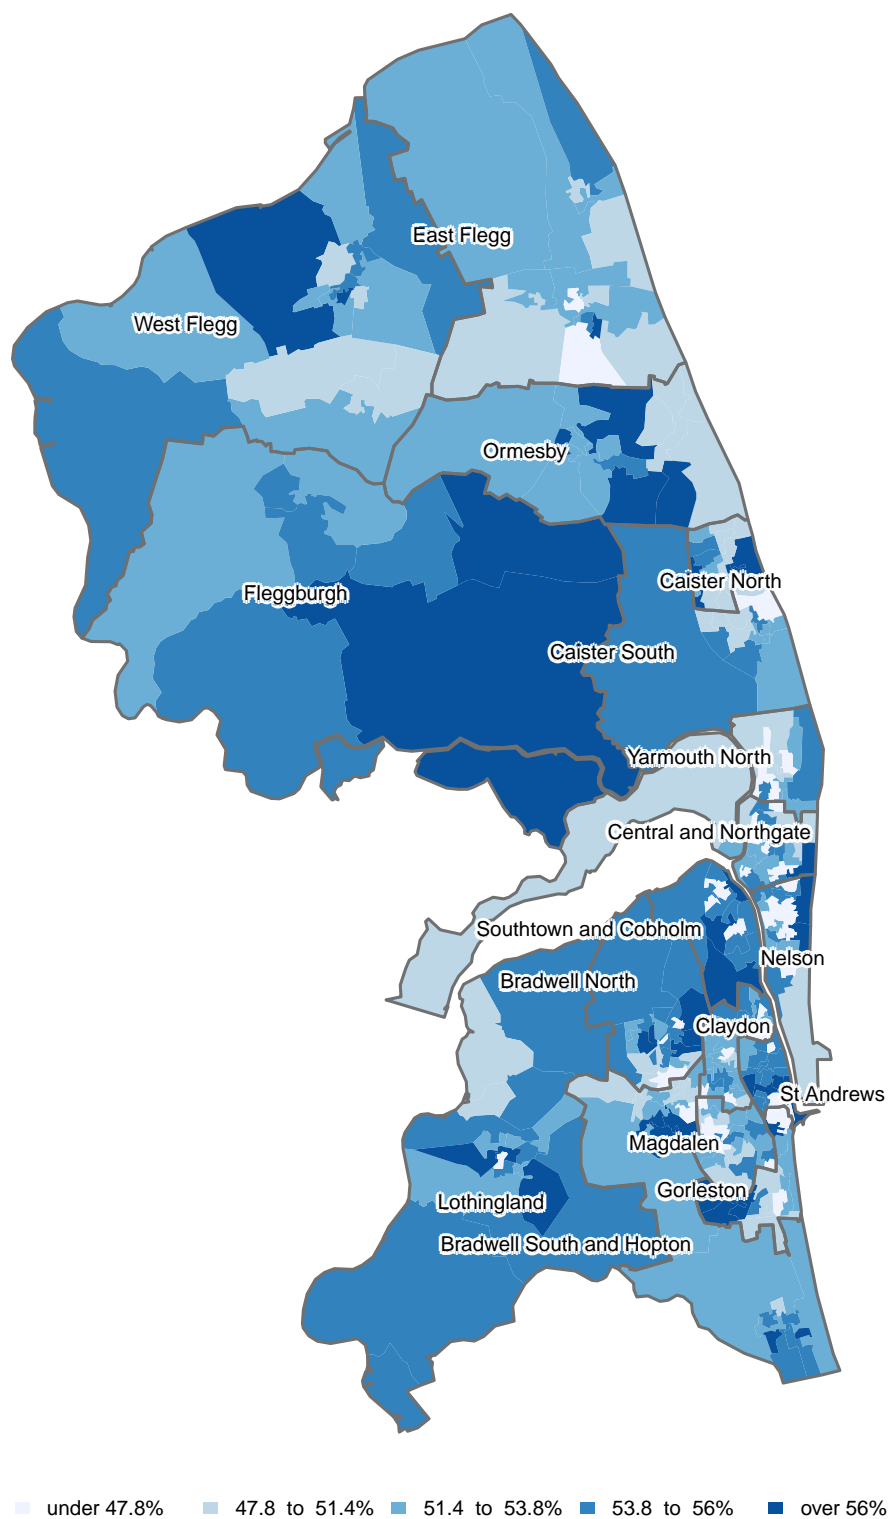 East Flegg
West Flegg
Ormesby
Caister North
Fleggburgh
Caister South
Yarmouth North
Central and Northgate
Southtown and Cobholm
Nelson
Bradwell North
Claydon
St Andrews
Magdalen
Gorleston
Lothingland
Bradwell South and Hopton
under 47.8% 47.8 to 51.4% 51.4 to 53.8% 53.8 to 56% over 56%